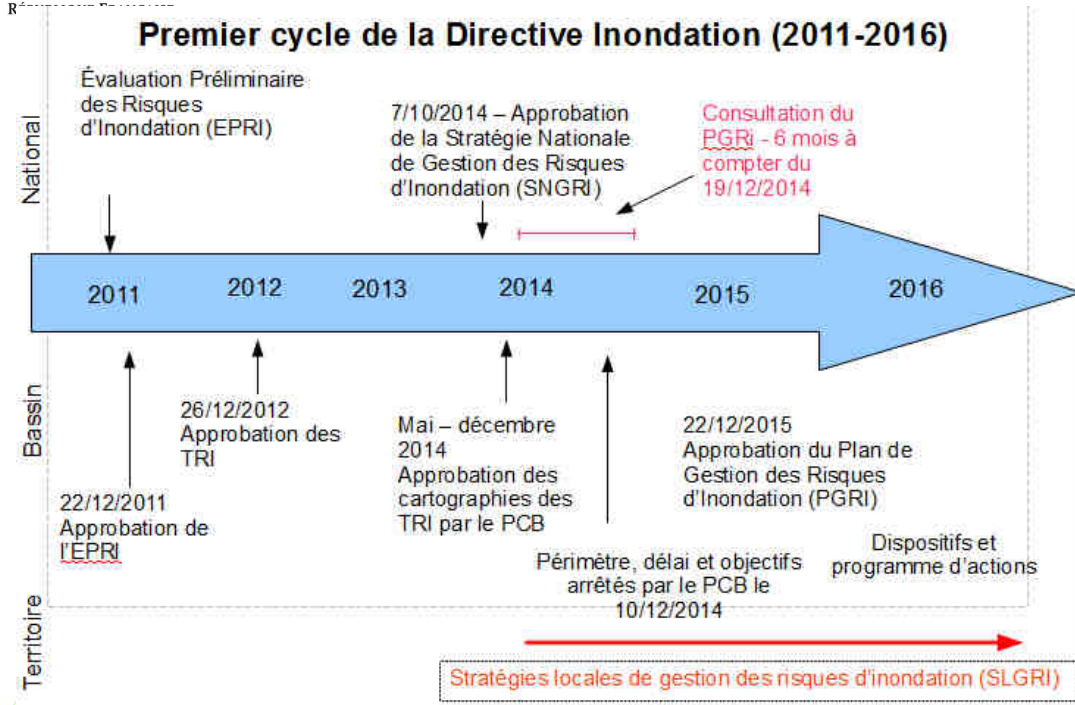 RÉPUBLIQUE FRANÇAISE
Premier cycle de la Directive Inondation (2011-2016)
National
Évaluation Préliminaire
des Risques
d'Inondation (EPRI)
7/10/2014 – Approbation
de la Stratégie Nationale
de Gestion des Risques
d'Inondation (SNGRI)
Consultation du
PGRi - 6 mois à
compter du
19/12/2014
2011
2012
2013
2014
2015
2016
Bassin
22/12/2011
Approbation de
l'EPRI
26/12/2012
Approbation des
TRI
Mai – décembre
2014
Approbation des
cartographies des
TRI par le PCB
Périmètre, délai et objectifs
arrêtés par le PCB le
10/12/2014
22/12/2015
Approbation du Plan de
Gestion des Risques
d'Inondation (PGRI)
Dispositifs et
programme d'actions
Territoire
Stratégies locales de gestion des risques d'inondation (SLGRI)